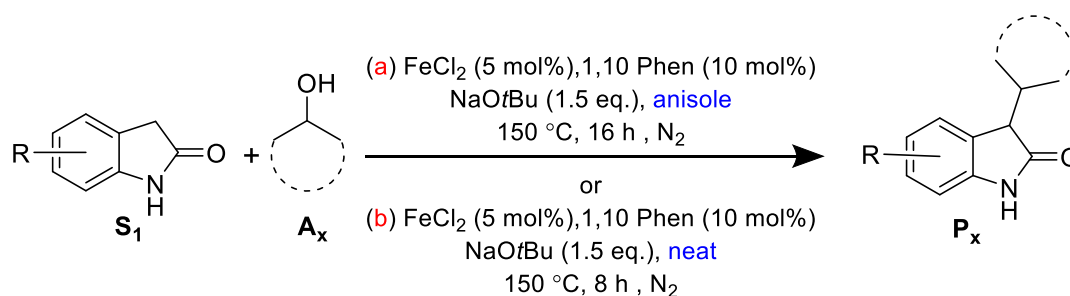 (a) FeCl2 (5 mol%),1,10 Phen (10 mol%)
NaOtBu (1.5 eq.), anisole
150 °C, 16 h , N2
or
(b) FeCl2 (5 mol%),1,10 Phen (10 mol%)
NaOtBu (1.5 eq.), neat
150 °C, 8 h , N2
R
O
N
H
S1
+
OH
Ax
R
O
N
H
Px